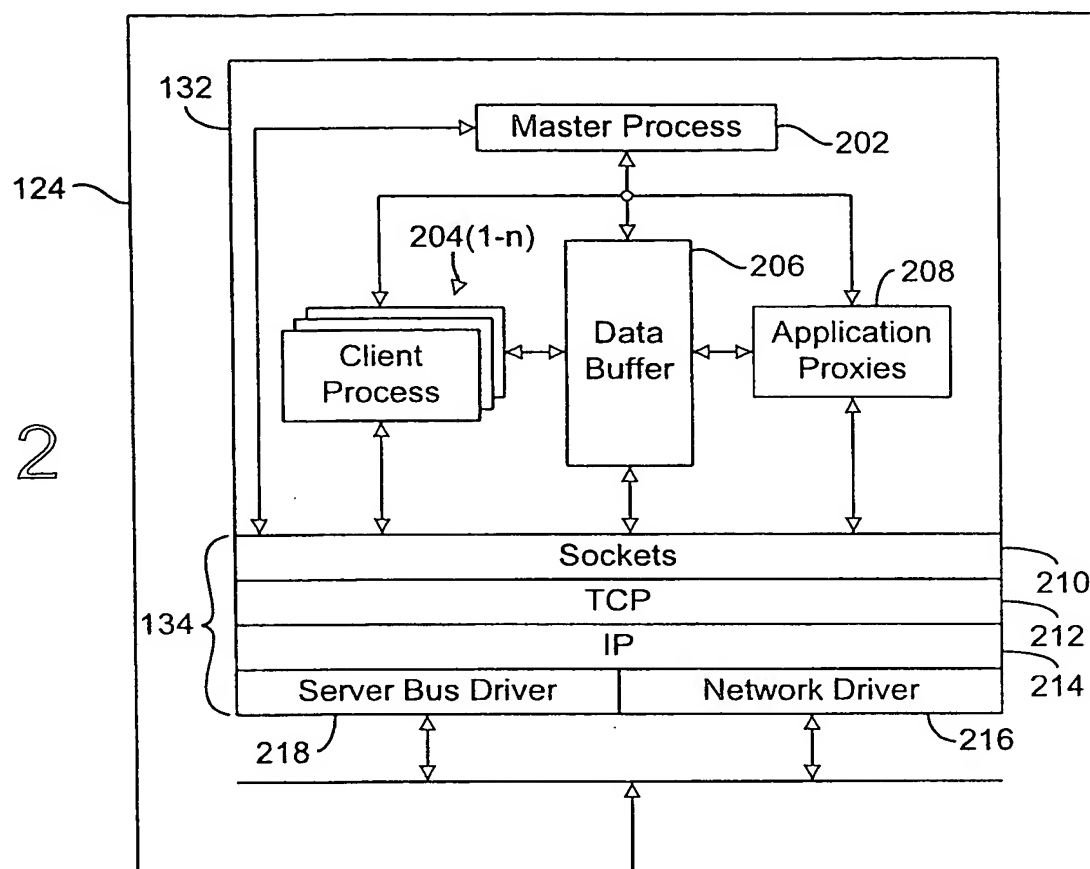 132
Master Process
202
124
204(1-n)
206
208
Client
Process
Data
Buffer
Application
Proxies
2
134
Sockets
210
TCP
212
IP
214
Server Bus Driver
Network Driver
218
216